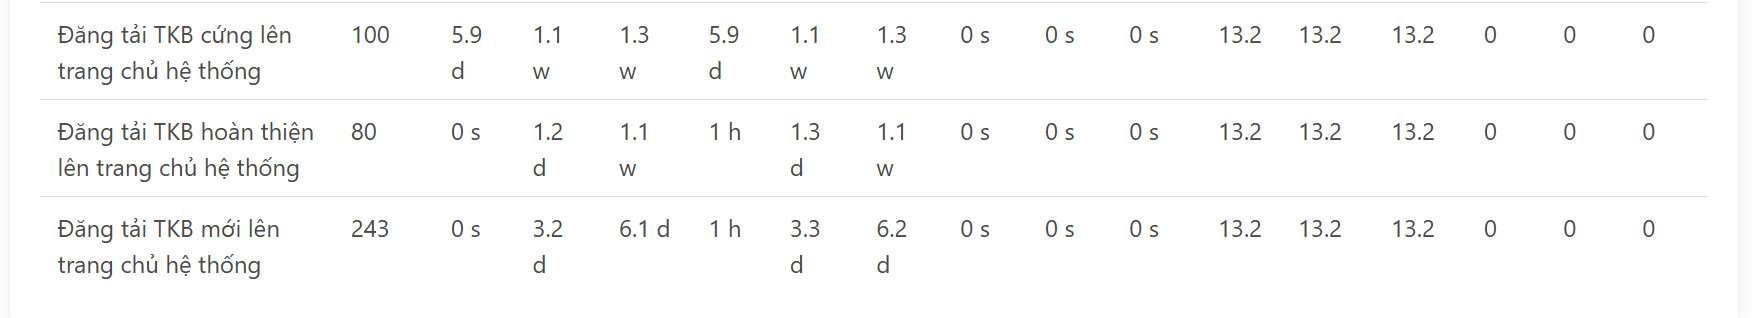 Đăng tải TKB cứng lên 100 5.9 1.1 1.3 5.9 1.1 1.3 0 s 0 s 0 s 13.2 13.2 13.2 0 0 0
trang chủ hệ thống d w w d w w
Đăng tải TKB hoàn thiện 80 0 s 1.2 1.1 1 h 1.3 1.1 0 s 0 s 0 s 13.2 13.2 13.2 0 0 0
lên trang chủ hệ thống d w d w
Đăng tải TKB mới lên 243 0 s 3.2 6.1 d 1 h 3.3 6.2 0 s 0 s 0 s 13.2 13.2 13.2 0 0 0
trang chủ hệ thống d d d